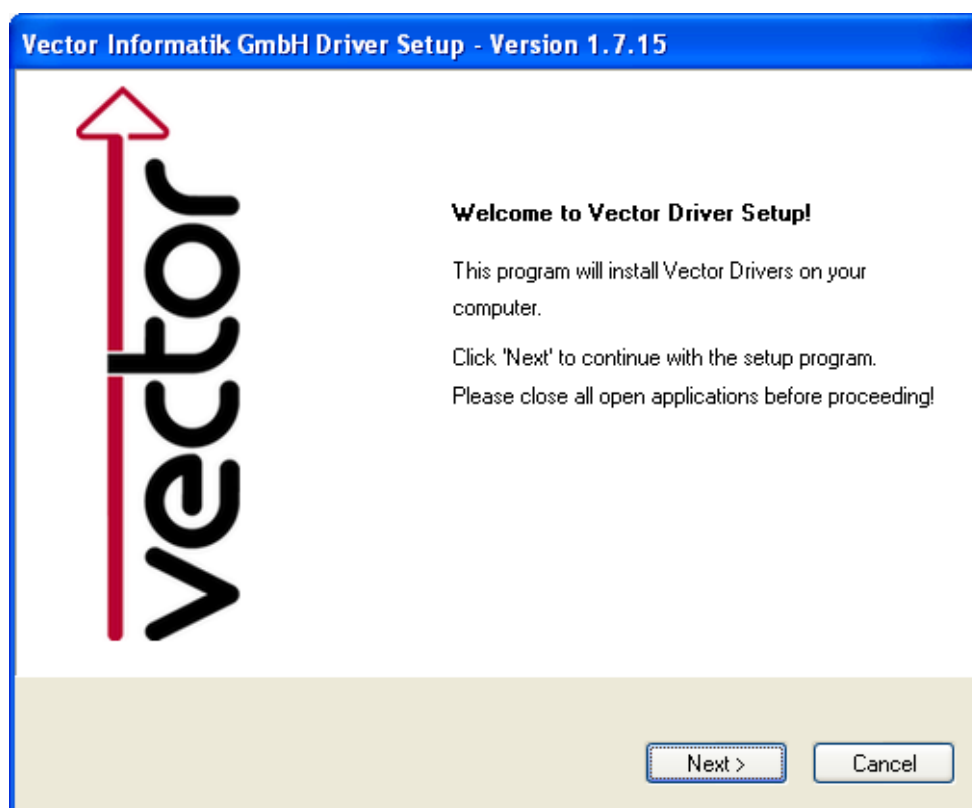 Vector Informatik GmbH Driver Setup - Version 1.7.15
vector
Welcome to Vector Driver Setup!
This program will install Vector Drivers on your
computer.
Click 'Next' to continue with the setup program.
Please close all open applications before proceeding!
Next >
Cancel